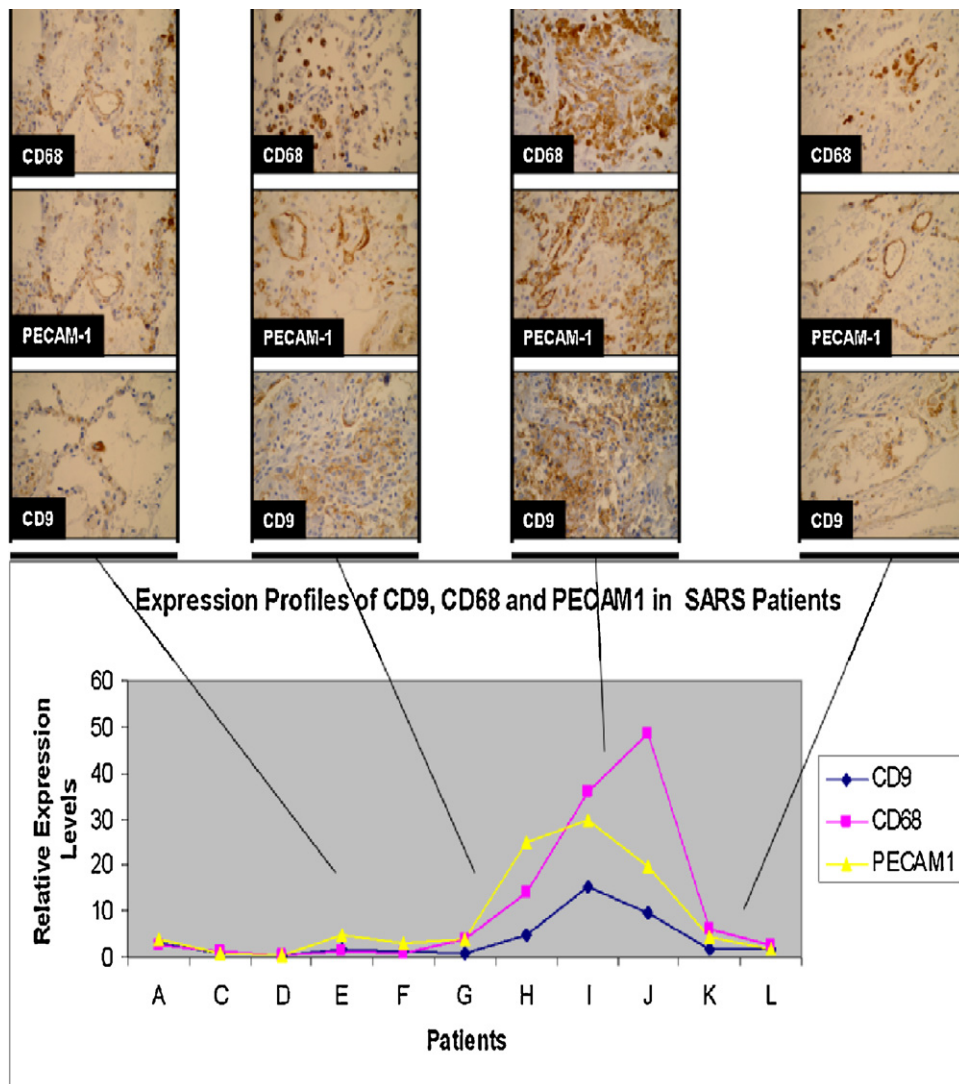 CD68
CD68
CD68
CD68
PECAM-1
PECAM-1
PECAM-1
PECAM-1
CD9
CD9
CD9
CD9
Expression Profiles of CD9, CD68 and PECAM1 in SARS Patients
Relative Expression
Levels
60
50
40
30
20
10
0
A C D E F G H I J K L
Patients
CD9
CD68
PECAM1